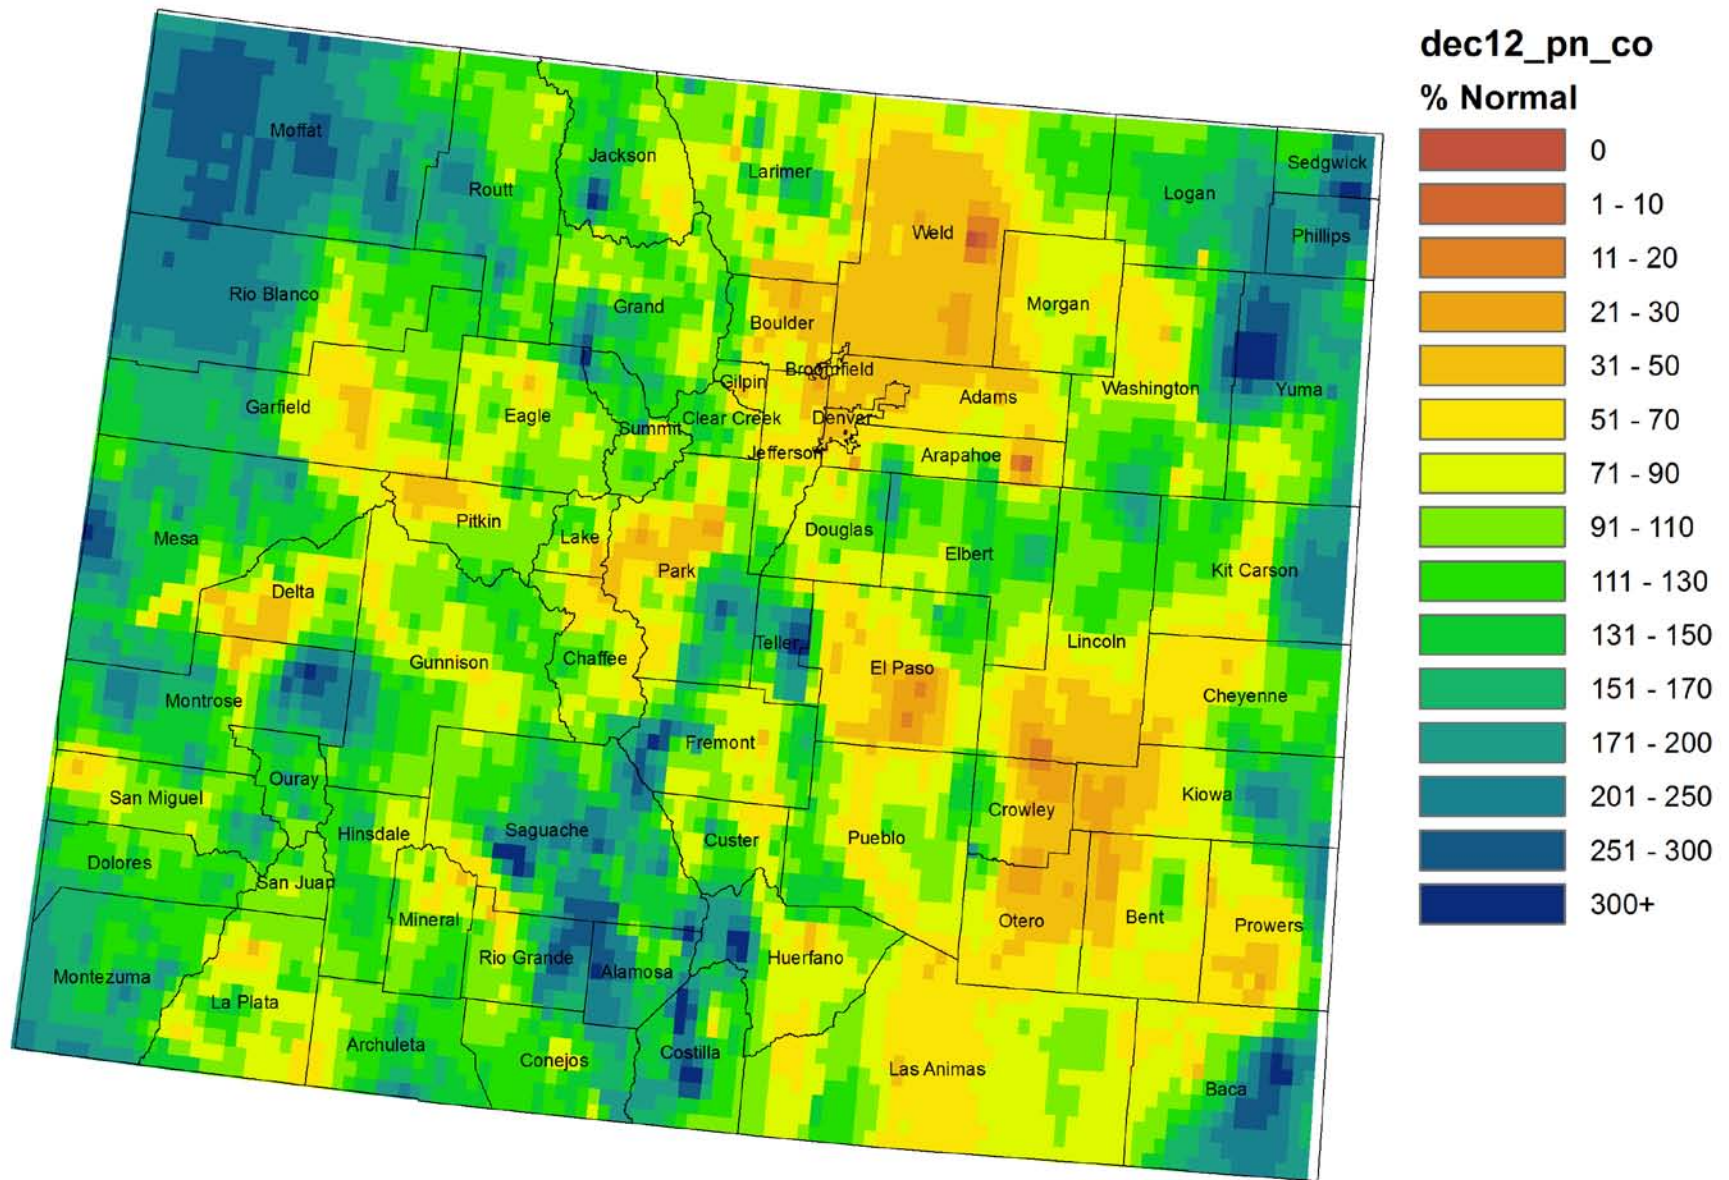 dec12_pn_co
% Normal
0
1 - 10
11 - 20
21 - 30
31 - 50
51 - 70
71 - 90
91 - 110
111 - 130
131 - 150
151 - 170
171 - 200
201 - 250
251 - 300
300+
Moffat
Routt
Jackson
Larimer
Weld
Logan
Sedgwick
Phillips
Rio Blanco
Grand
Boulder
Morgan
Broomfield
Gilpin
Adams
Washington
Yuma
Garfield
Eagle
Summit
Clear Creek
Denver
Jefferson
Arapahoe
Mesa
Pitkin
Lake
Park
Douglas
Elbert
Kit Carson
Delta
Gunnison
Chaffee
Teller
El Paso
Lincoln
Cheyenne
Montrose
Fremont
Ouray
San Miguel
Hinsdale
Saguache
Custer
Pueblo
Crowley
Kiowa
Dolores
San Juan
Mineral
Rio Grande
Alamosa
Huerfano
Otero
Bent
Prowers
Montezuma
La Plata
Archuleta
Conejos
Costilla
Las Animas
Baca